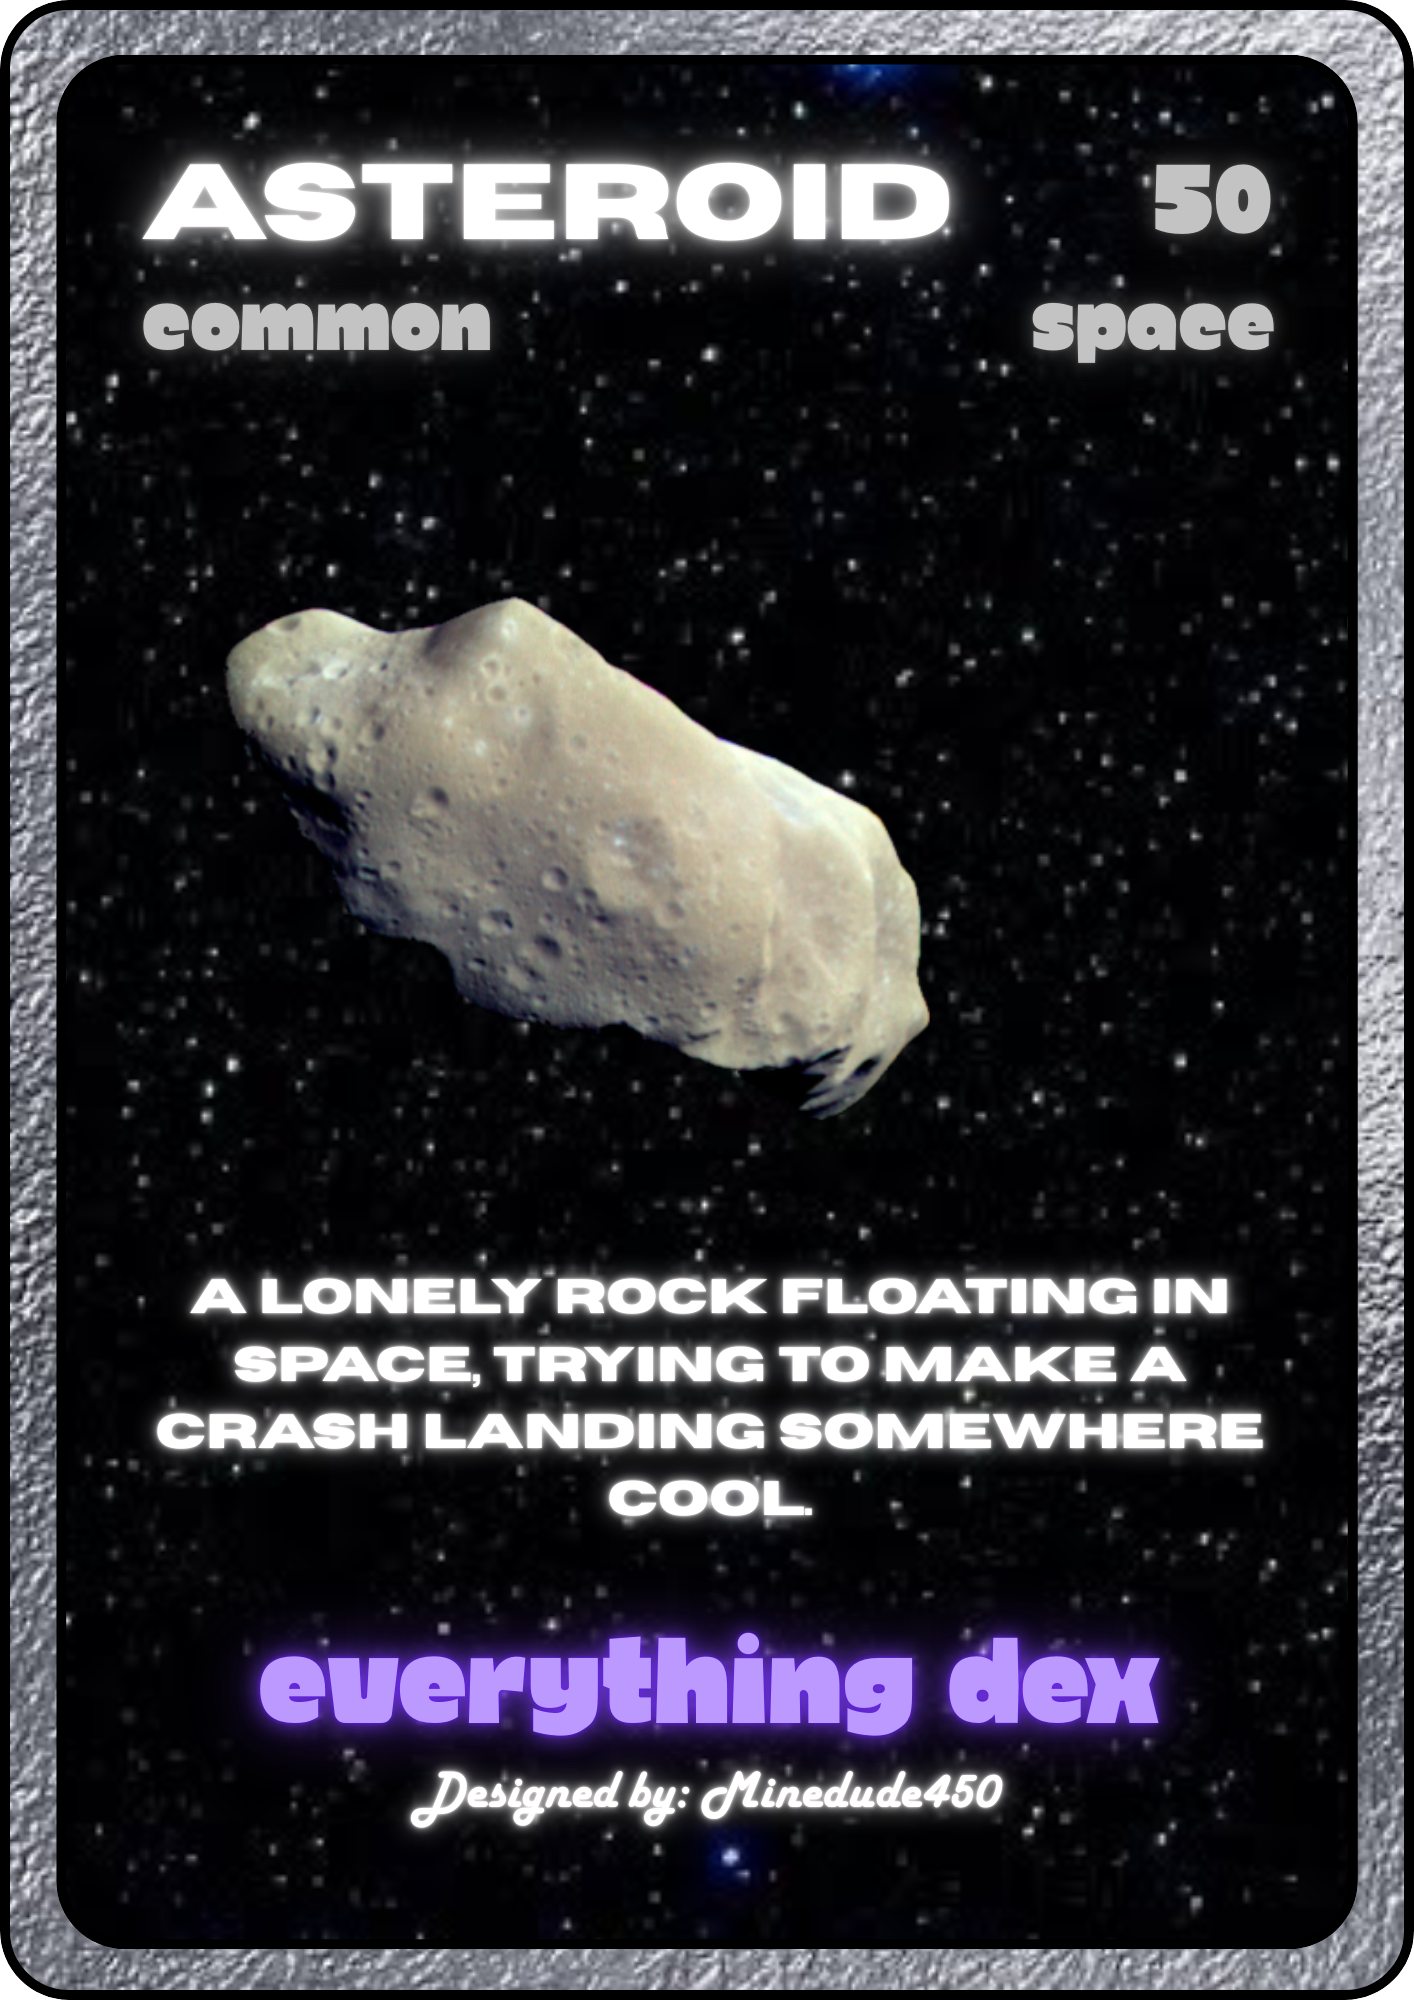 ASTEROID 50
common space
A LONELY ROCK FLOATING IN
SPACE, TRYING TO MAKE A
CRASH LANDING SOMEWHERE
COOL.
everything dex
Designed by: Minedude450